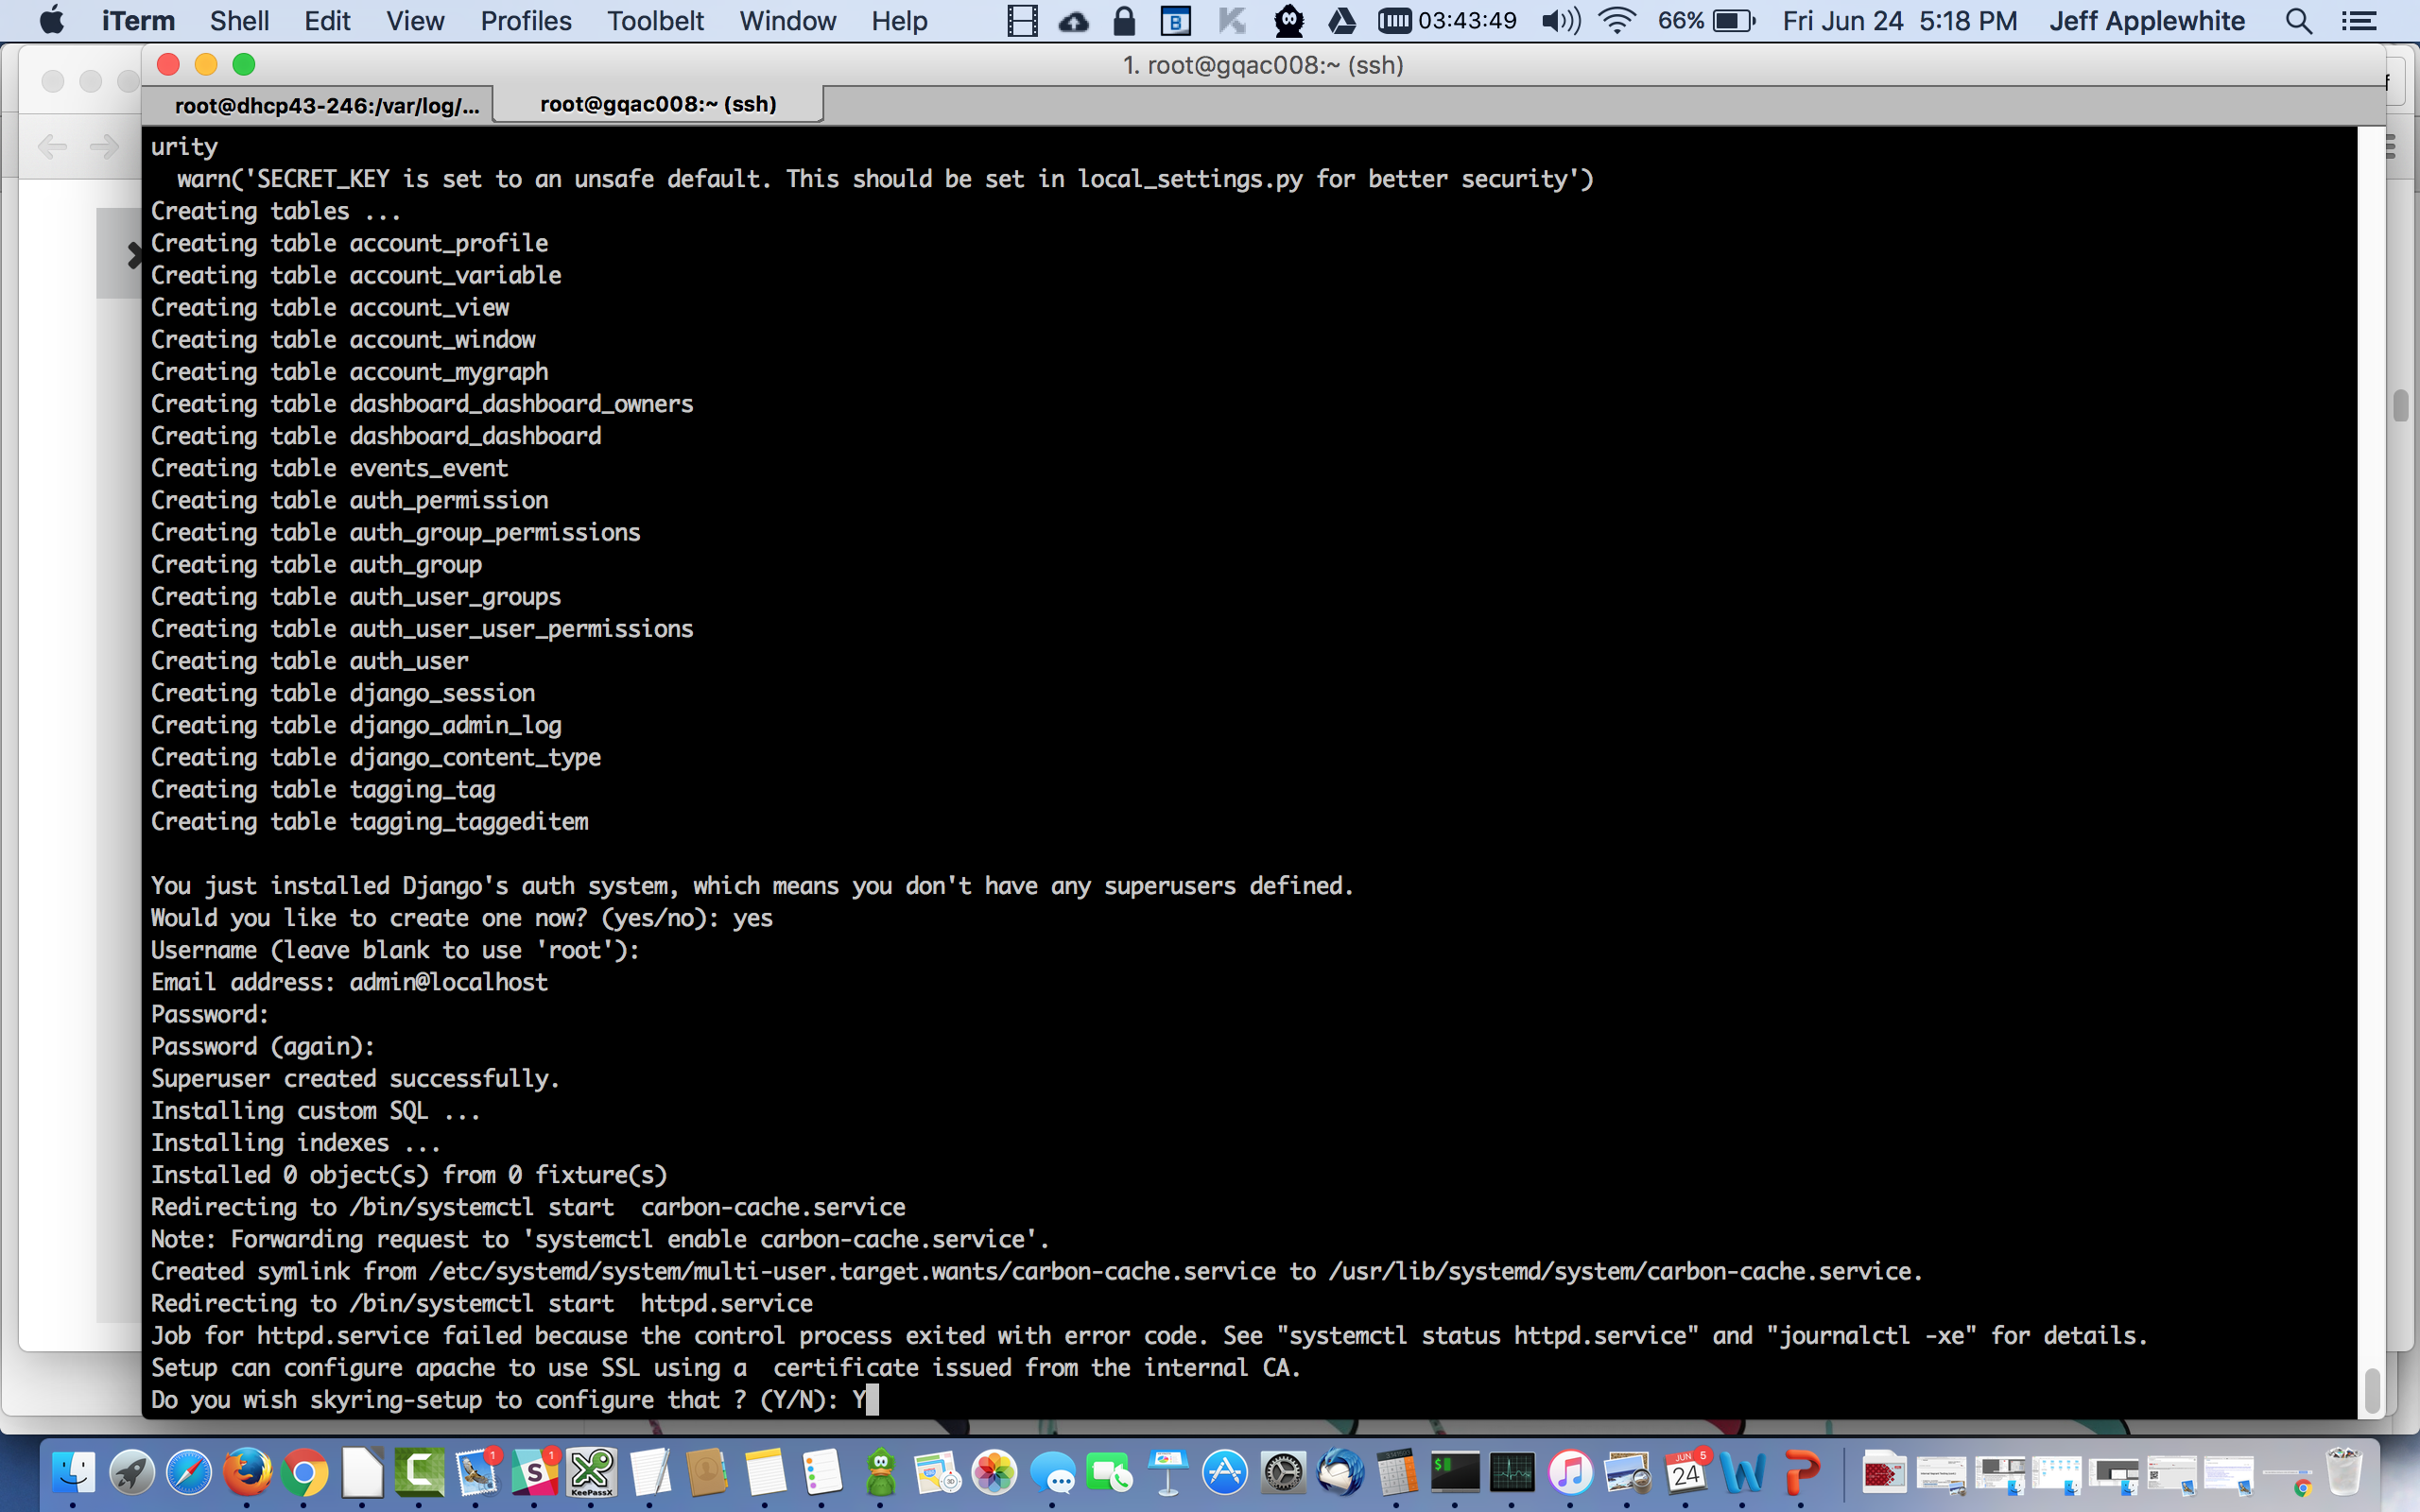 iTerm Shell Edit View Profiles Toolbelt Window Help 03:43:49 66% Fri Jun 24 5:18 PM Jeff Applewhite
1. root@gqac008:~ (ssh)
root@dhcp43-246:/var/log/... root@gqac008:~ (ssh)
urity
  warn('SECRET_KEY is set to an unsafe default. This should be set in local_settings.py for better security')
Creating tables ...
Creating table account_profile
Creating table account_variable
Creating table account_view
Creating table account_window
Creating table account_mygraph
Creating table dashboard_dashboard_owners
Creating table dashboard_dashboard
Creating table events_event
Creating table auth_permission
Creating table auth_group_permissions
Creating table auth_group
Creating table auth_user_groups
Creating table auth_user_user_permissions
Creating table auth_user
Creating table django_session
Creating table django_admin_log
Creating table django_content_type
Creating table tagging_tag
Creating table tagging_taggeditem
You just installed Django's auth system, which means you don't have any superusers defined.
Would you like to create one now? (yes/no): yes
Username (leave blank to use 'root'):
Email address: admin@localhost
Password:
Password (again):
Superuser created successfully.
Installing custom SQL ...
Installing indexes ...
Installed 0 object(s) from 0 fixture(s)
Redirecting to /bin/systemctl start  carbon-cache.service
Note: Forwarding request to 'systemctl enable carbon-cache.service'.
Created symlink from /etc/systemd/system/multi-user.target.wants/carbon-cache.service to /usr/lib/systemd/system/carbon-cache.service.
Redirecting to /bin/systemctl start  httpd.service
Job for httpd.service failed because the control process exited with error code. See "systemctl status httpd.service" and "journalctl -xe" for details.
Setup can configure apache to use SSL using a  certificate issued from the internal CA.
Do you wish skyring-setup to configure that ? (Y/N): Y
1 1 KeePassX JUN 24 5